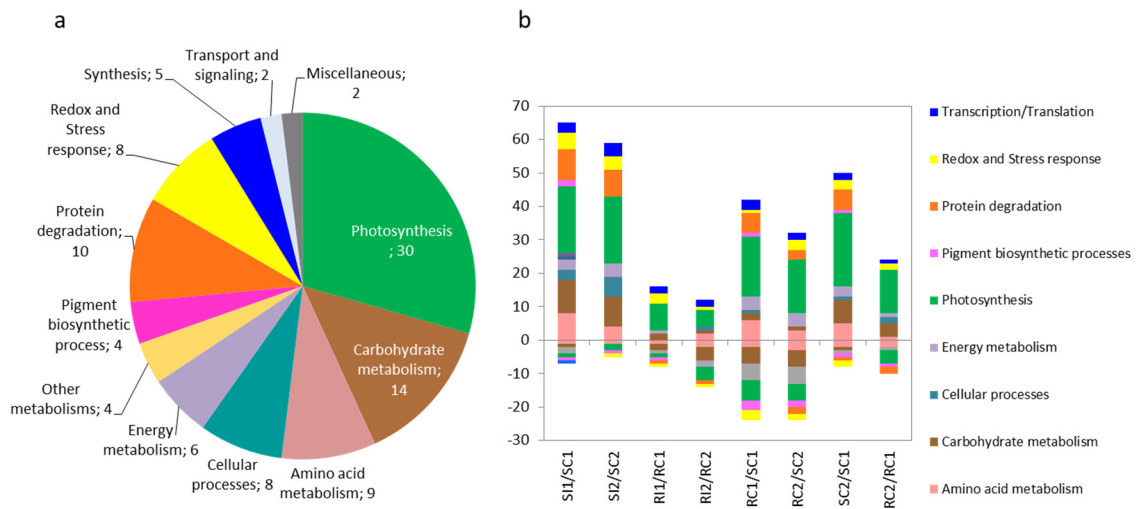 a
Transport and
signaling; 2
Synthesis; 5
Miscellaneous;
2
Redox and
Stress
response; 8
Photosynthesis
; 30
Protein
degradation;
10
Pigment
biosynthetic
process; 4
Carbohydrate
metabolism;
14
Other
metabolisms; 4
Energy
metabolism; 6
Cellular
processes; 8
Amino acid
metabolism; 9
b
70
60
50
40
30
20
10
0
-10
-20
-30
SI1/SC1
SI2/SC2
RI1/RC1
RI2/RC2
RC1/SC1
RC2/SC2
SC2/SC1
RC2/RC1
Transcription/Translation
Redox and Stress response
Protein degradation
Pigment biosynthetic processes
Photosynthesis
Energy metabolism
Cellular processes
Carbohydrate metabolism
Amino acid metabolism